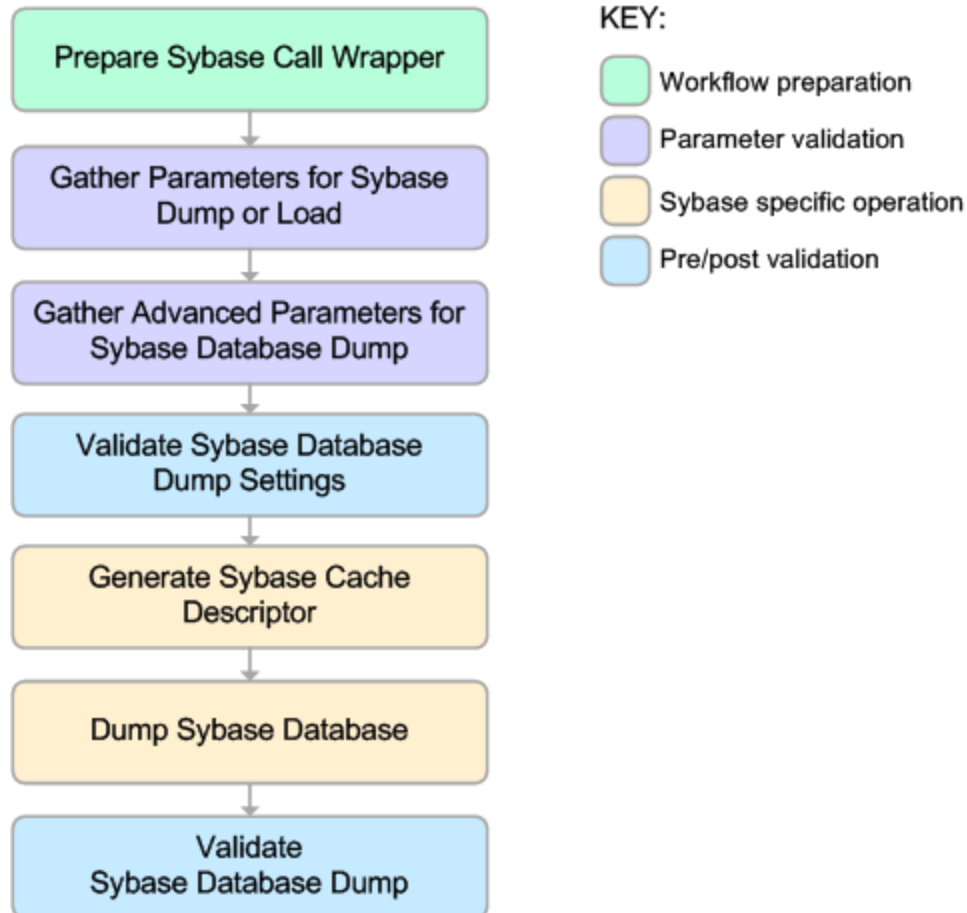 Prepare Sybase Call Wrapper
Gather Parameters for Sybase
Dump or Load
Gather Advanced Parameters for
Sybase Database Dump
Validate Sybase Database
Dump Settings
Generate Sybase Cache
Descriptor
Dump Sybase Database
Validate
Sybase Database Dump
KEY:
Workflow preparation
Parameter validation
Sybase specific operation
Pre/post validation